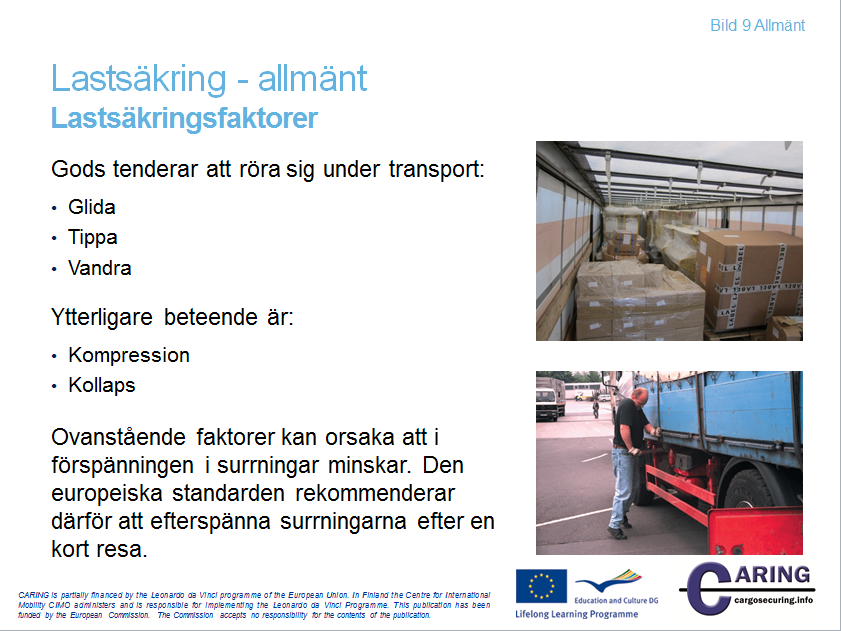 Bild 9 Allmänt
Lastsäkring - allmänt
Lastsäkringsfaktorer
Gods tenderar att röra sig under transport:
• Glida
• Tippa
• Vandra
Ytterligare beteende är:
• Kompression
• Kollaps
Ovanstående faktorer kan orsaka att i
förspänningen i surrningar minskar. Den
europeiska standarden rekommenderar
därför att efterspänna surrningarna efter en
kort resa.
LABEL LABEL LABEL
CARING is partially financed by the Leonardo da Vinci programme of the European Union. In Finland the Centre for International
Mobility CIMO administers and is responsible for implementing the Leonardo da Vinci Programme. This publication has been
funded by the European Commission. The Commission accepts no responsibility for the contents of the publication.
Education and Culture DG
Lifelong Learning Programme
CARING
cargosecuring.info